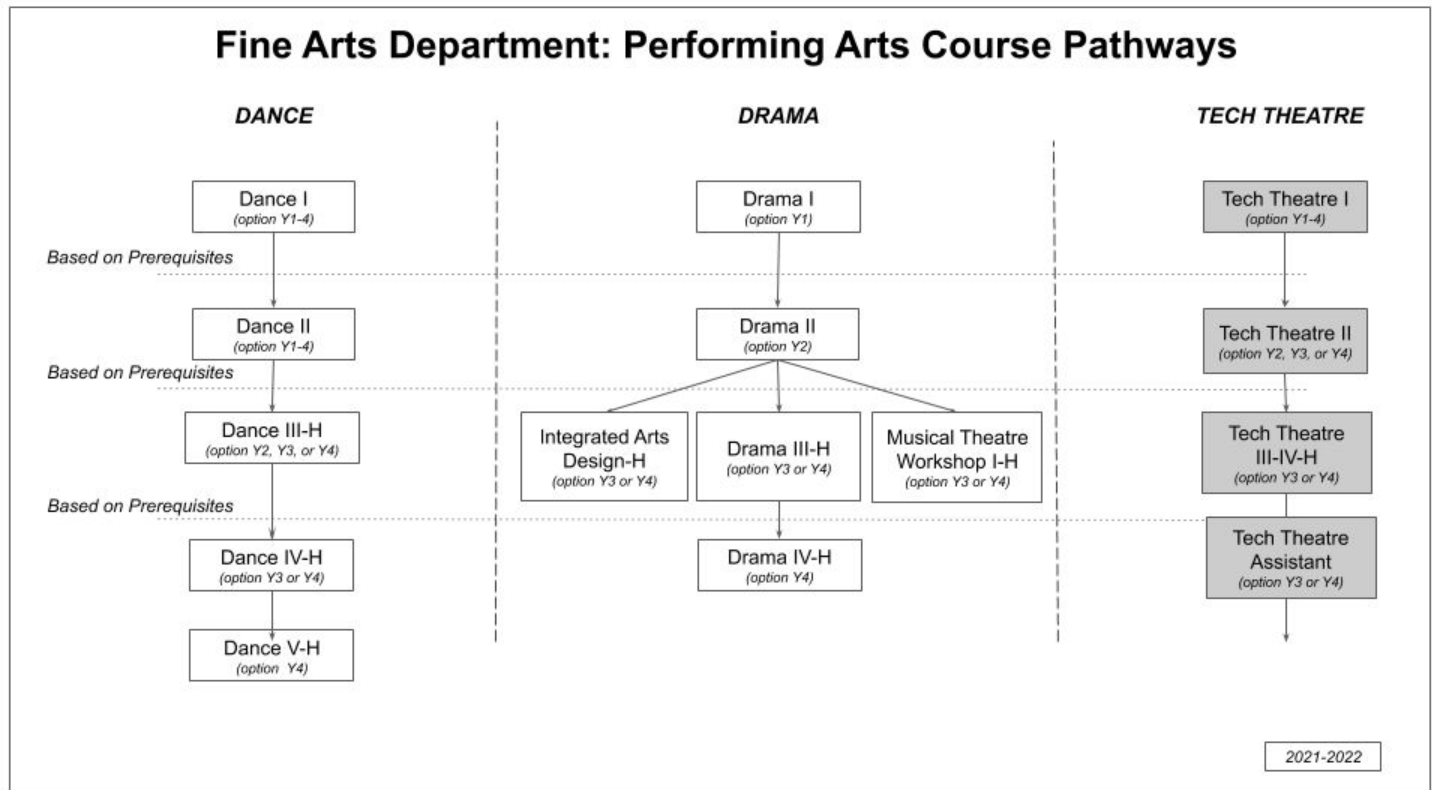 Fine Arts Department: Performing Arts Course Pathways
DANCE
DRAMA
TECH THEATRE
Dance I
(option Y1-4)
Drama I
(option Y1)
Tech Theatre I
(option Y1-4)
Based on Prerequisites
Dance II
(option Y1-4)
Drama II
(option Y2)
Tech Theatre II
(option Y2, Y3, or Y4)
Based on Prerequisites
Dance III-H
(option Y2, Y3, or Y4)
Integrated Arts
Design-H
(option Y3 or Y4)
Drama III-H
(option Y3 or Y4)
Musical Theatre
Workshop I-H
(option Y3 or Y4)
Tech Theatre
III-IV-H
(option Y3 or Y4)
Based on Prerequisites
Dance IV-H
(option Y3 or Y4)
Drama IV-H
(option Y4)
Tech Theatre
Assistant
(option Y3 or Y4)
Dance V-H
(option Y4)
2021-2022